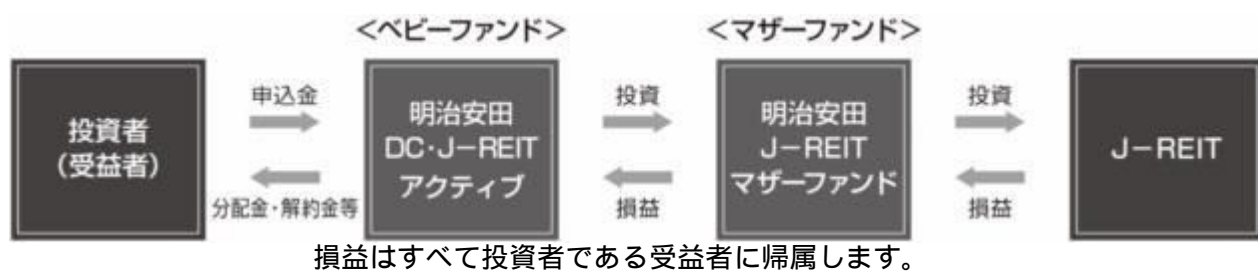 <ベビーファンド>
<マザーファンド>
投資者
(受益者)
申込金
分配金・解約金等
明治安田
DC・J-REIT
アクティブ
投資
損益
明治安田
J-REIT
マザーファンド
投資
損益
J-REIT
損益はすべて投資者である受益者に帰属します。